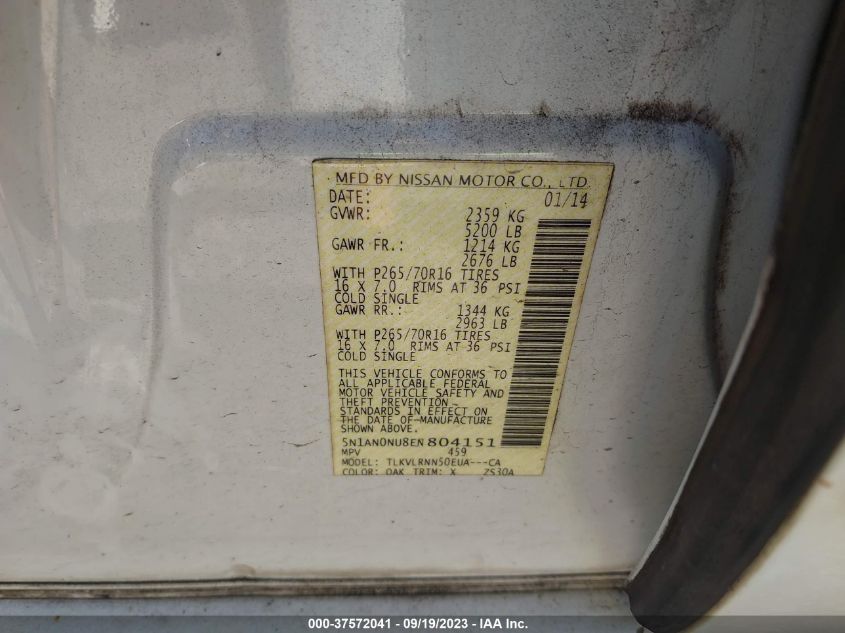 MFD BY NISSAN MOTOR CO., LTD.
DATE: 01/14
GVWR: 2359 KG
5200 LB
GAWR FR.: 1214 KG
2676 LB
WITH P265/70R16 TIRES
16 X 7.0 RIMS AT 36 PSI
COLD SINGLE
GAWR RR.: 1344 KG
2963 LB
WITH P265/70R16 TIRES
16 X 7.0 RIMS AT 36 PSI
COLD SINGLE
THIS VEHICLE CONFORMS TO
ALL APPLICABLE FEDERAL
MOTOR VEHICLE SAFETY AND
THEFT PREVENTION
STANDARDS IN EFFECT ON
THE DATE OF MANUFACTURE
SHOWN ABOVE
5N1AN0NU8EN804151
MPV 459
MODEL: TLKVLRNN50EUA---CA
COLOR: QAK TRIM: X ZS30A
000-37572041 - 09/19/2023 - IAA Inc.